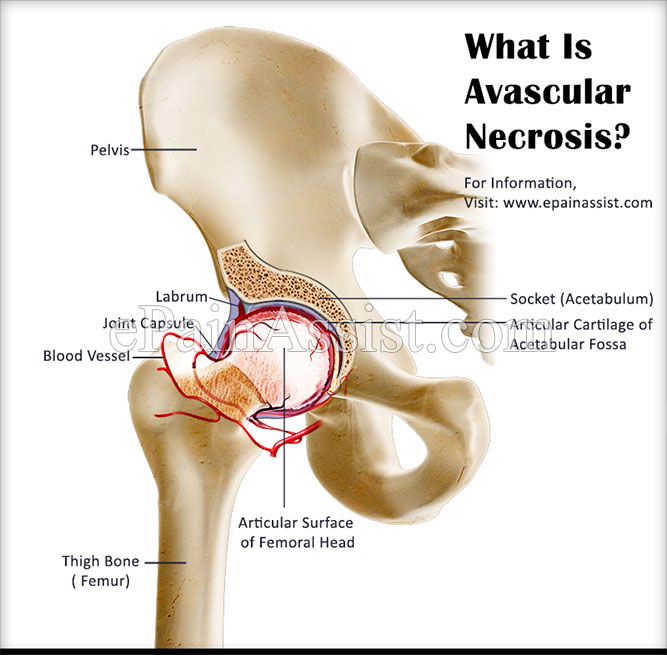 What Is
Avascular
Necrosis?
For Information,
Visit: www.epainassist.com
Pelvis
Labrum
Joint Capsule
Blood Vessel
Socket (Acetabulum)
Articular Cartilage of
Acetabular Fossa
ePainAssist.com
Articular Surface
of Femoral Head
Thigh Bone
( Femur)